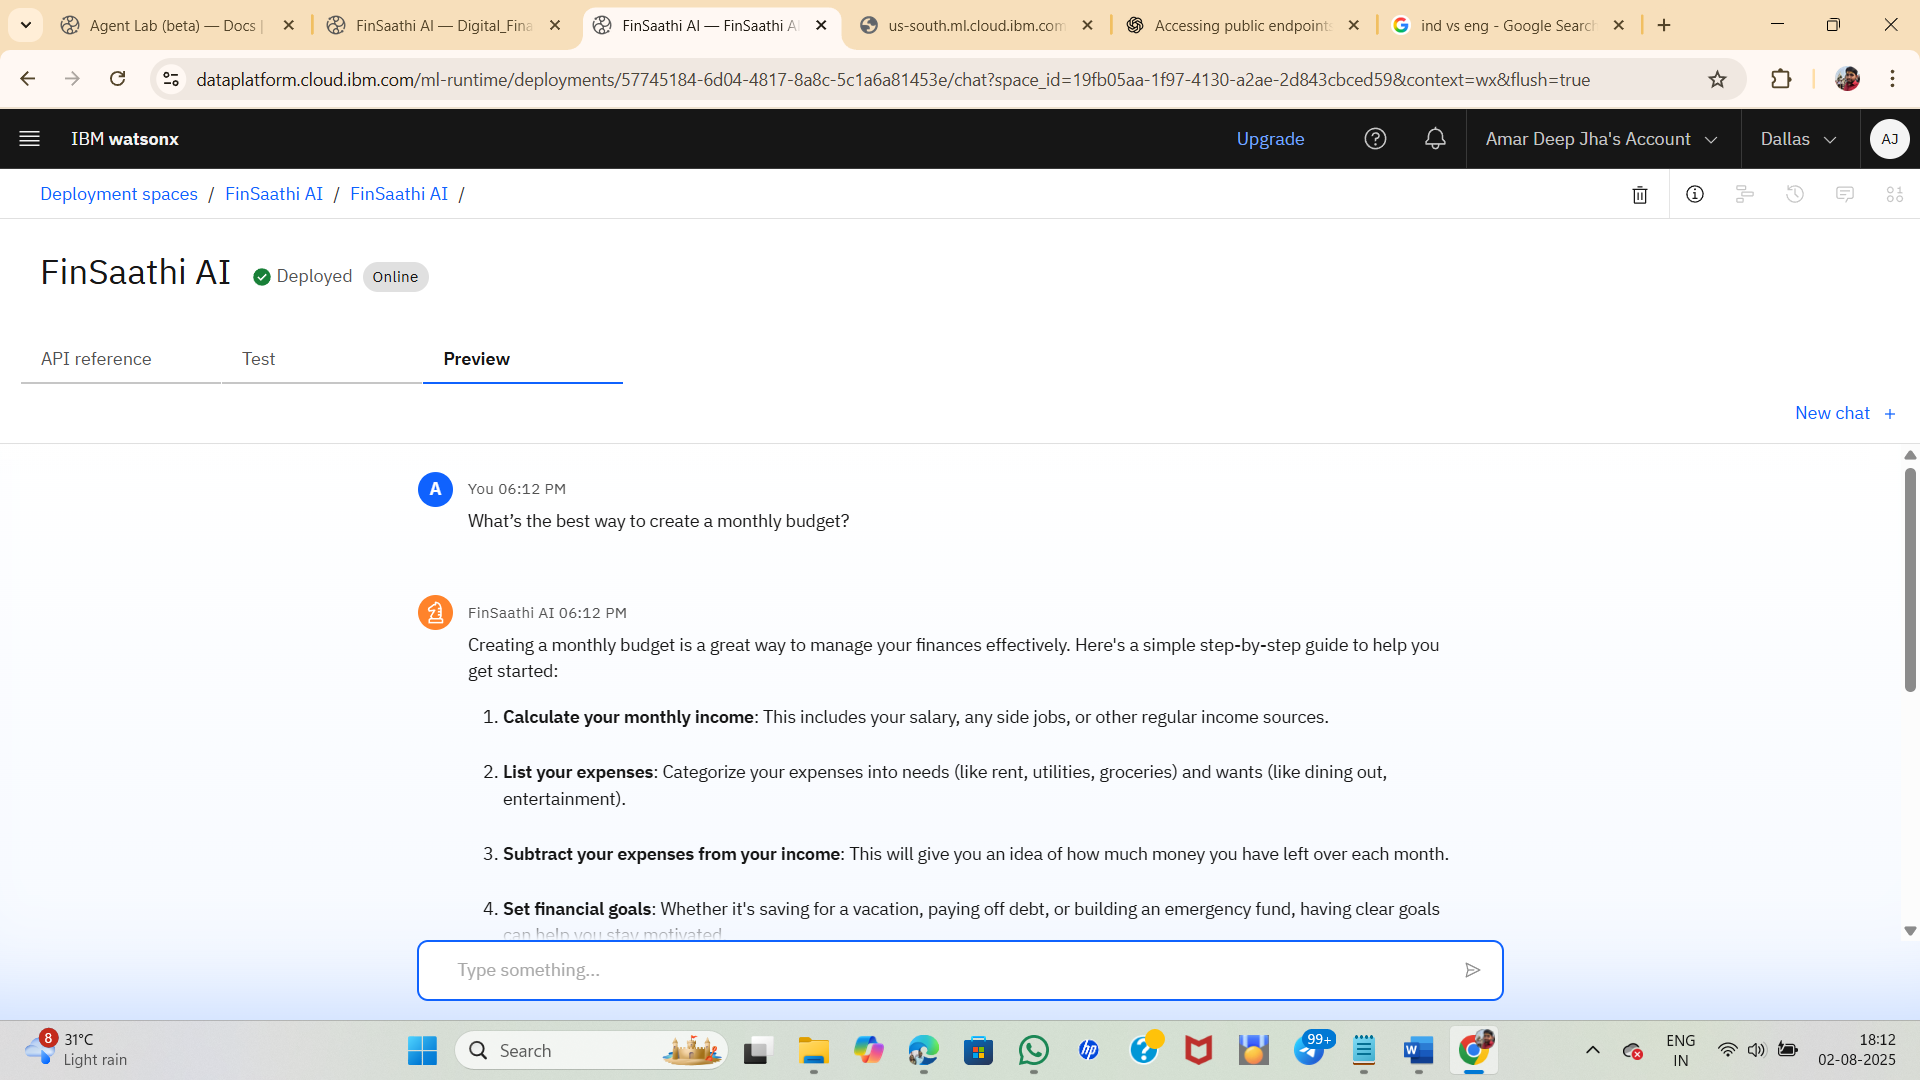 Agent Lab (beta) — Docs |
FinSaathi AI — Digital_Fina
FinSaathi AI — FinSaathi A
us-south.ml.cloud.ibm.com
Accessing public endpoints
ind vs eng - Google Search
dataplatform.cloud.ibm.com/ml-runtime/deployments/57745184-6d04-4817-8a8c-5c1a6a81453e/chat?space_id=19fb05aa-1f97-4130-a2ae-2d843cbced59&context=wx&flush=true
IBM watsonx
Upgrade
Amar Deep Jha's Account
Dallas
AJ
Deployment spaces / FinSaathi AI / FinSaathi AI /
FinSaathi AI
Deployed
Online
API reference
Test
Preview
New chat +
A
You 06:12 PM
What’s the best way to create a monthly budget?
FinSaathi AI 06:12 PM
Creating a monthly budget is a great way to manage your finances effectively. Here's a simple step-by-step guide to help you
get started:
1. Calculate your monthly income: This includes your salary, any side jobs, or other regular income sources.
2. List your expenses: Categorize your expenses into needs (like rent, utilities, groceries) and wants (like dining out,
entertainment).
3. Subtract your expenses from your income: This will give you an idea of how much money you have left over each month.
4. Set financial goals: Whether it's saving for a vacation, paying off debt, or building an emergency fund, having clear goals
can help you stay motivated.
Type something...
8
31°C
Light rain
Search
hp
99+
W
ENG
IN
18:12
02-08-2025